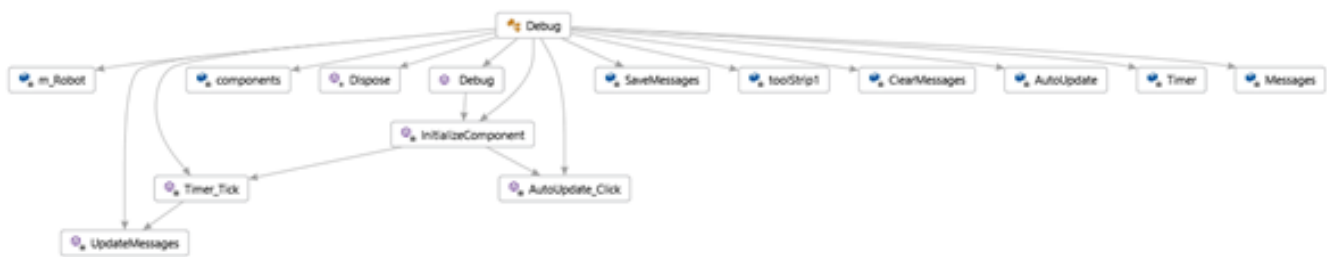 Debug
m_Robot
components
Dispose
Debug
SaveMessages
toolStrip1
ClearMessages
AutoUpdate
Timer
Messages
InitializeComponent
Timer_Tick
AutoUpdate_Click
UpdateMessages